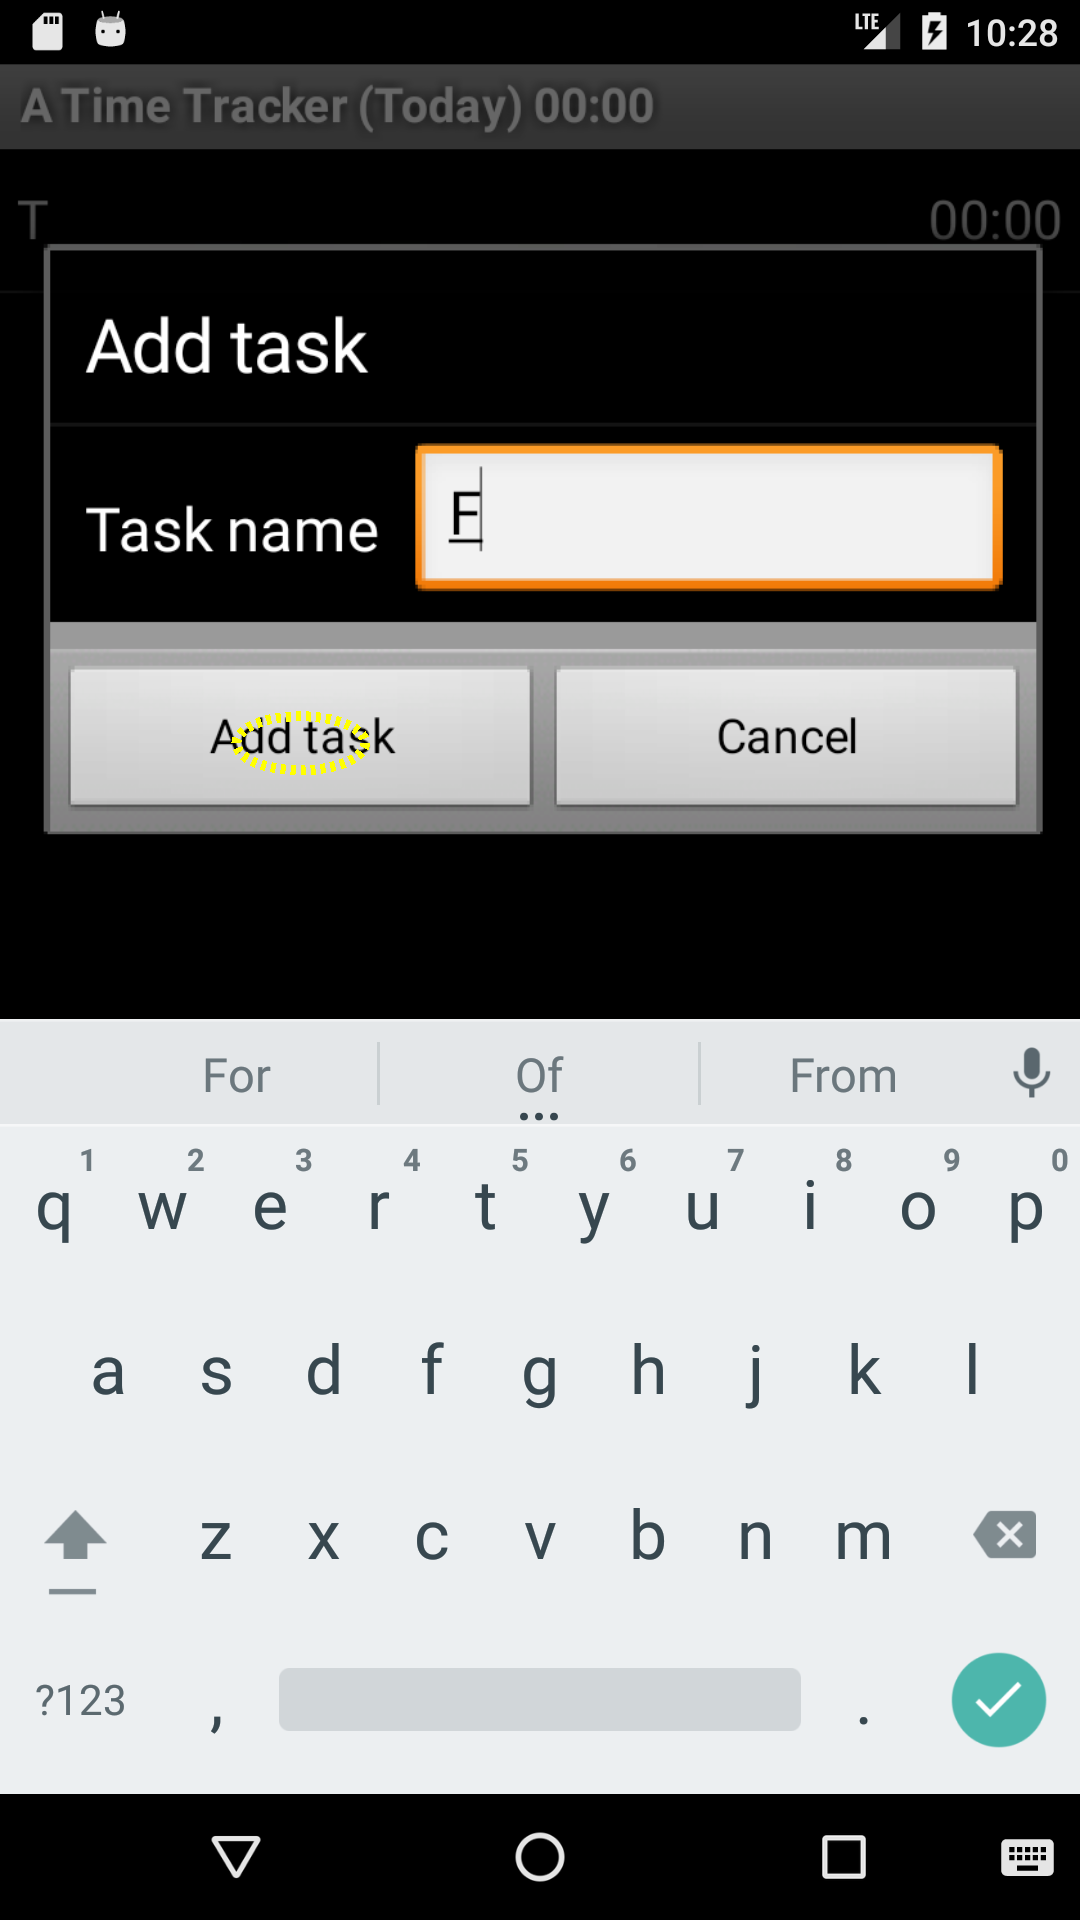 LTE 10:28
A Time Tracker (Today) 00:00
T 00:00
Add task
Task name F
Add task Cancel
For Of From
1 2 3 4 5 6 7 8 9 0
q w e r t y u i o p
a s d f g h j k l
z x c v b n m
?123 , .